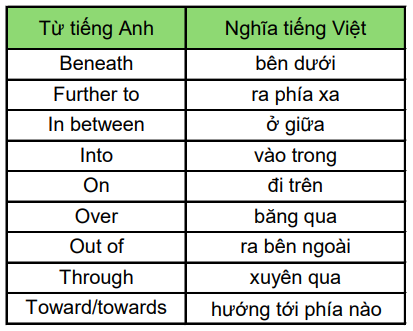 Từ tiếng Anh Nghĩa tiếng Việt
Beneath bên dưới
Further to ra phía xa
In between ở giữa
Into vào trong
On đi trên
Over băng qua
Out of ra bên ngoài
Through xuyên qua
Toward/towards hướng tới phía nào